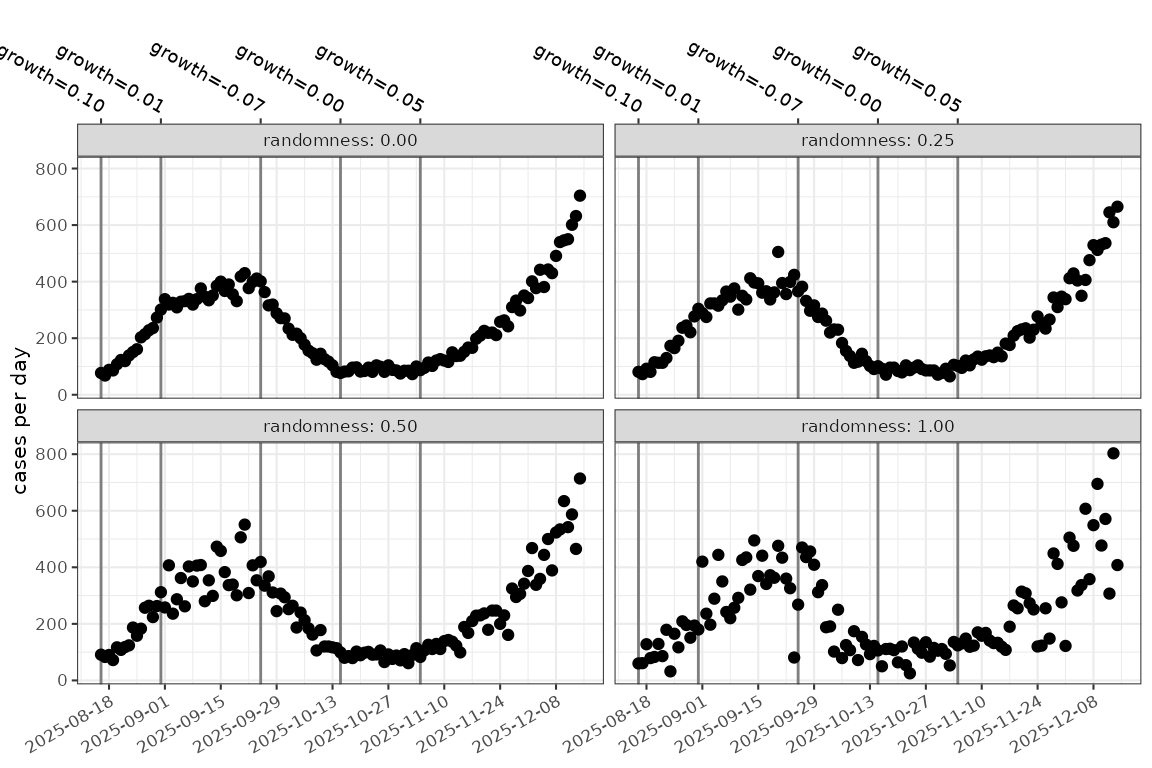 growth=0.10
growth=0.01
growth=-0.07
growth=0.00
growth=0.05
growth=0.10
growth=0.01
growth=-0.07
growth=0.00
growth=0.05
randomness: 0.00
randomness: 0.25
800
600
400
200
0
cases per day
randomness: 0.50
randomness: 1.00
800
600
400
200
0
2025-08-18
2025-09-01
2025-09-15
2025-09-29
2025-10-13
2025-10-27
2025-11-10
2025-11-24
2025-12-08
2025-08-18
2025-09-01
2025-09-15
2025-09-29
2025-10-13
2025-10-27
2025-11-10
2025-11-24
2025-12-08